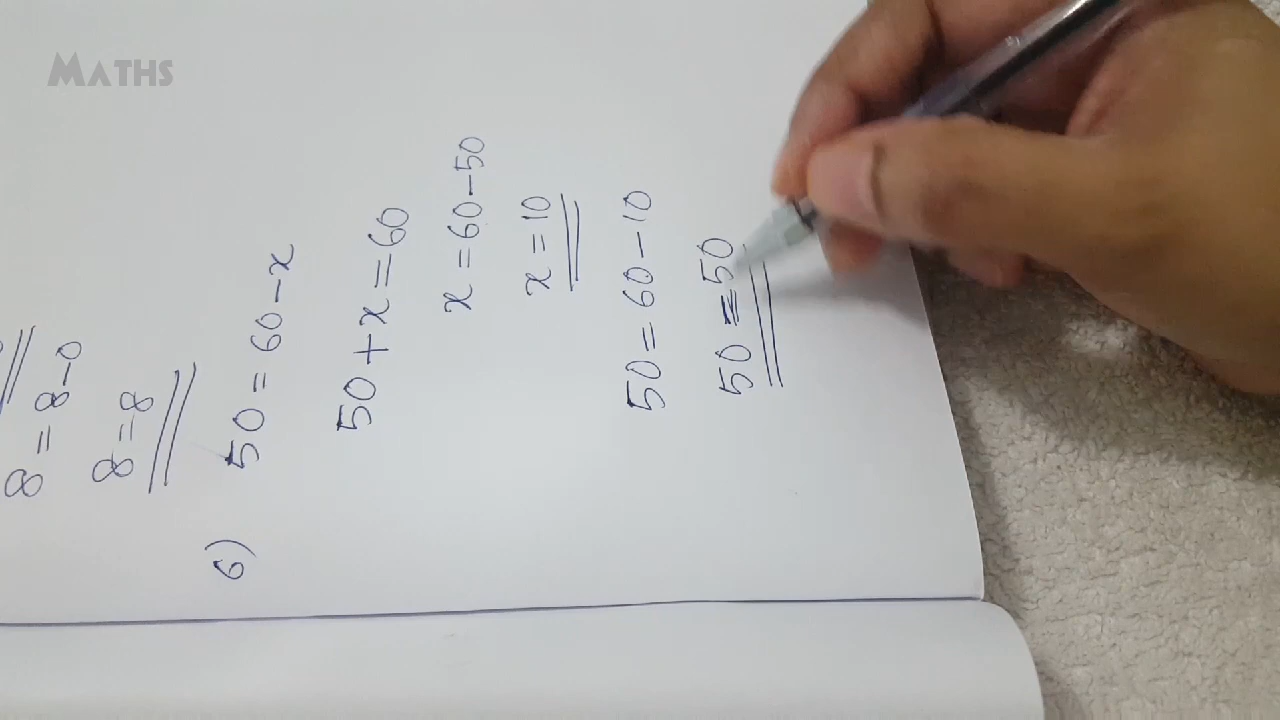 MATHS
8 = 8 - 0
8 = 8
6) 50 = 60 - x
50 + x = 60
x = 60 - 50
x = 10
50 = 60 - 10
50 = 50